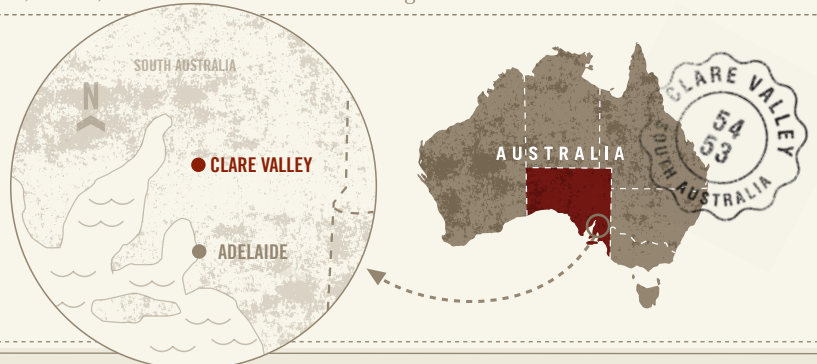 SOUTH AUSTRALIA
N
CLARE VALLEY
ADELAIDE
AUSTRALIA
CLARE VALLEY
54
53
SOUTH AUSTRALIA